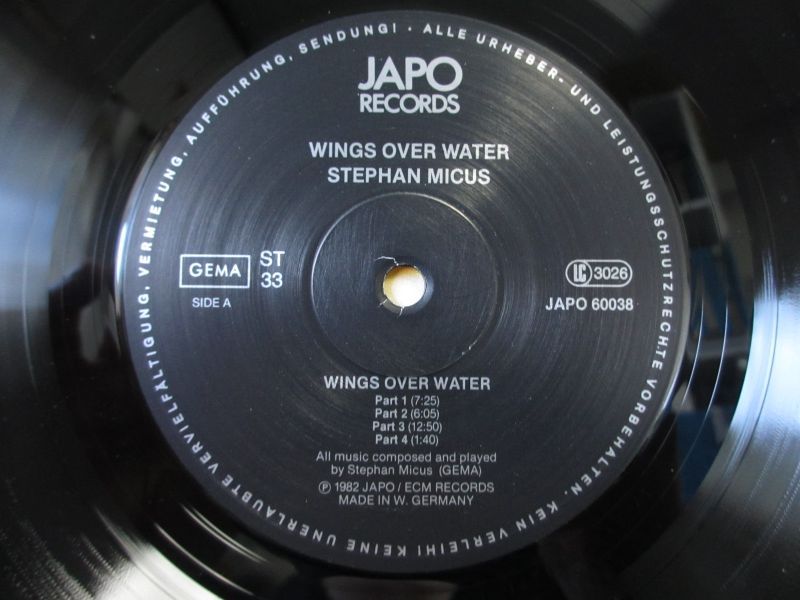 JAPO
RECORDS
WINGS OVER WATER
STEPHAN MICUS
GEMA
ST
33
SIDE A
LC 3026
JAPO 60038
WINGS OVER WATER
Part 1 (7:25)
Part 2 (6:05)
Part 3 (12:50)
Part 4 (1:40)
All music composed and played
by Stephan Micus (GEMA)
℗ 1982 JAPO / ECM RECORDS
MADE IN W. GERMANY
ALLE URHEBER- UND LEISTUNGSSCHUTZRECHTE VORBEHALTEN. KEIN VERLEIH! KEINE UNERLAUBTE VERVIELFÄLTIGUNG, VERMIETUNG, AUFFÜHRUNG, SENDUNG! ·